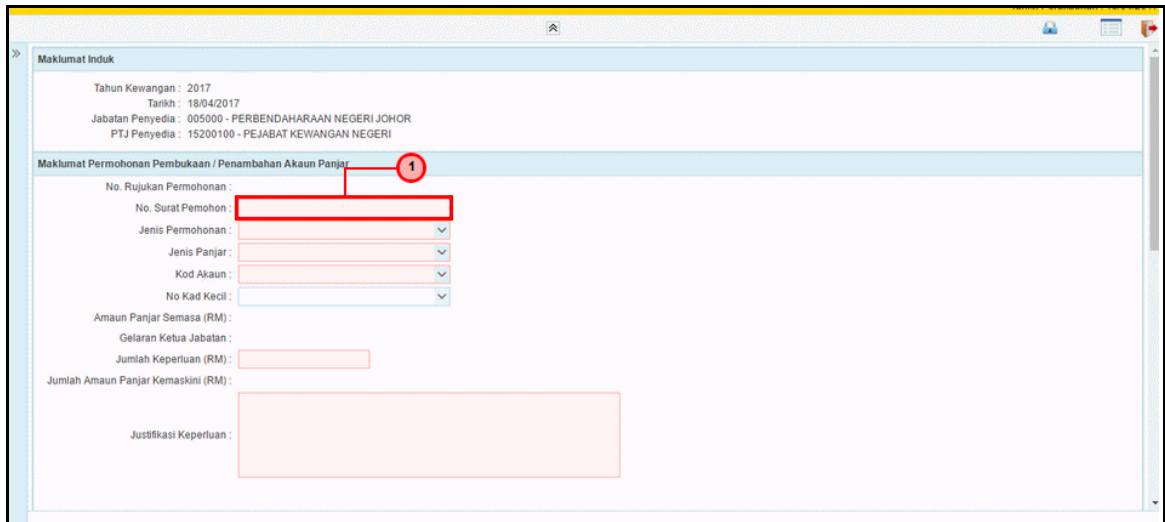 Maklumat Induk
Tahun Kewangan : 2017
Tarikh : 18/04/2017
Jabatan Penyedia : 005000 - PERBENDAHARAAN NEGERI JOHOR
PTJ Penyedia : 15200100 - PEJABAT KEWANGAN NEGERI
Maklumat Permohonan Pembukaan / Penambahan Akaun Panjar
1
No. Rujukan Permohonan :
No. Surat Pemohon :
Jenis Permohonan :
Jenis Panjar :
Kod Akaun :
No Kad Kecil :
Amaun Panjar Semasa (RM) :
Gelaran Ketua Jabatan :
Jumlah Keperluan (RM) :
Jumlah Amaun Panjar Kemaskini (RM) :
Justifikasi Keperluan :